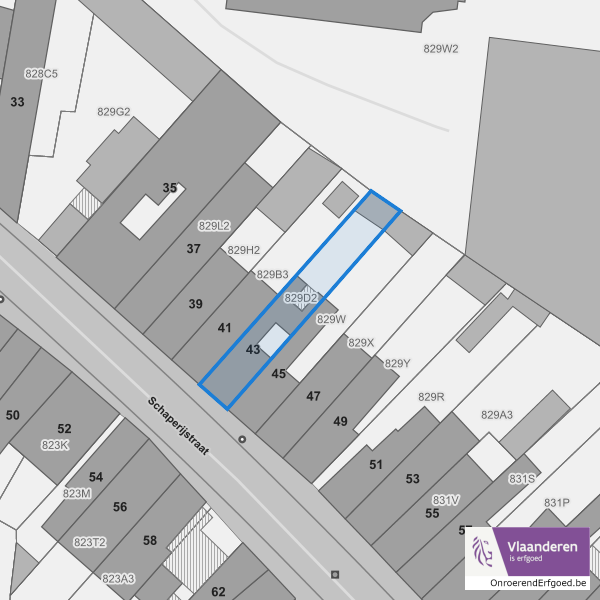 829W2
828C5
33
829G2
35
829L2
37
829H2
829B3
39
829D2
829W
41
43
829X
45
829Y
47
829R
49
829A3
50
52
823K
Schaperijstraat
51
53
831S
54
823M
831V
831P
56
55
57
58
823T2
823A3
62
Vlaanderen
is erfgoed
OnroerendErfgoed.be